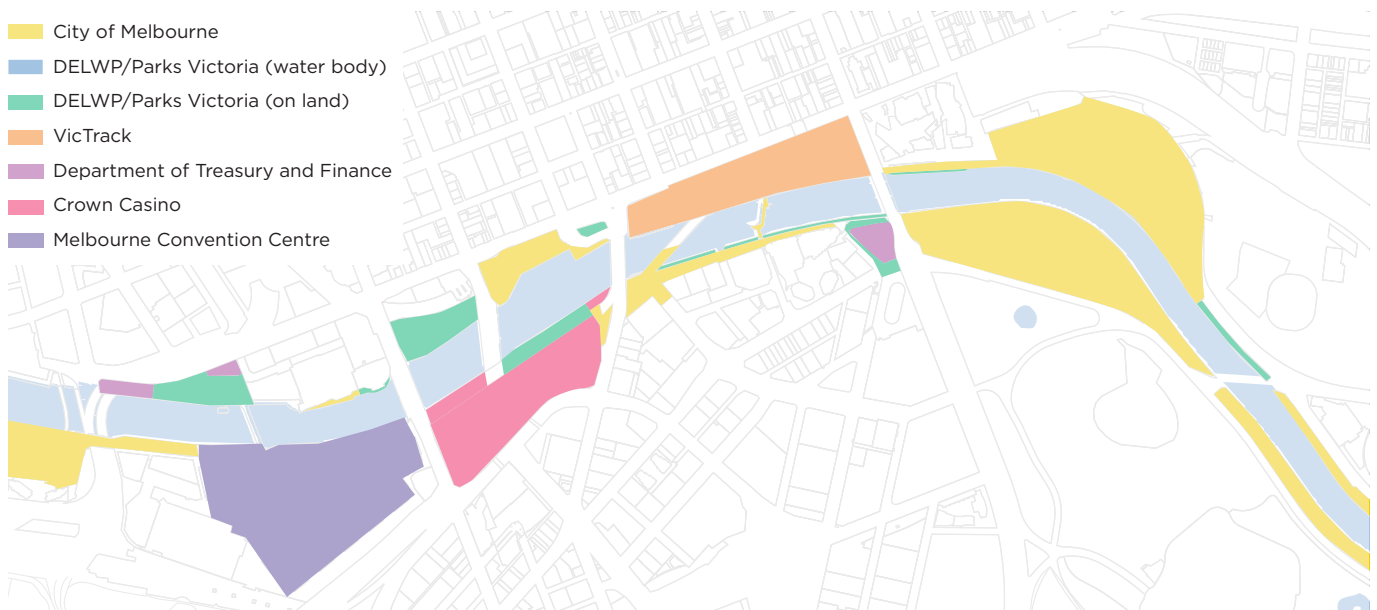 City of Melbourne
DELWP/Parks Victoria (water body)
DELWP/Parks Victoria (on land)
VicTrack
Department of Treasury and Finance
Crown Casino
Melbourne Convention Centre